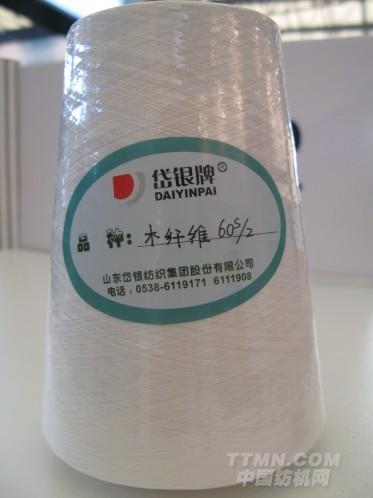 岱银牌®
DAIYINPAI
品 种: 木纤维 60S/2
山东岱银纺织集团股份有限公司
电话: 0538-6119171 6111908
TTMN.COM
中国纺机网